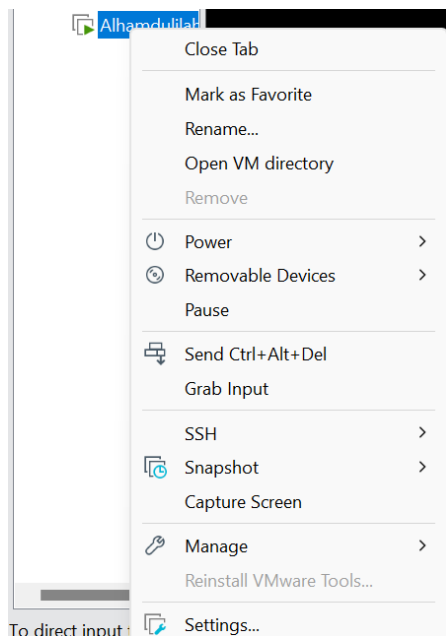 Alhamdulilah
Close Tab
Mark as Favorite
Rename...
Open VM directory
Remove
Power
Removable Devices
Pause
Send Ctrl+Alt+Del
Grab Input
SSH
Snapshot
Capture Screen
Manage
Reinstall VMware Tools...
Settings...
To direct input